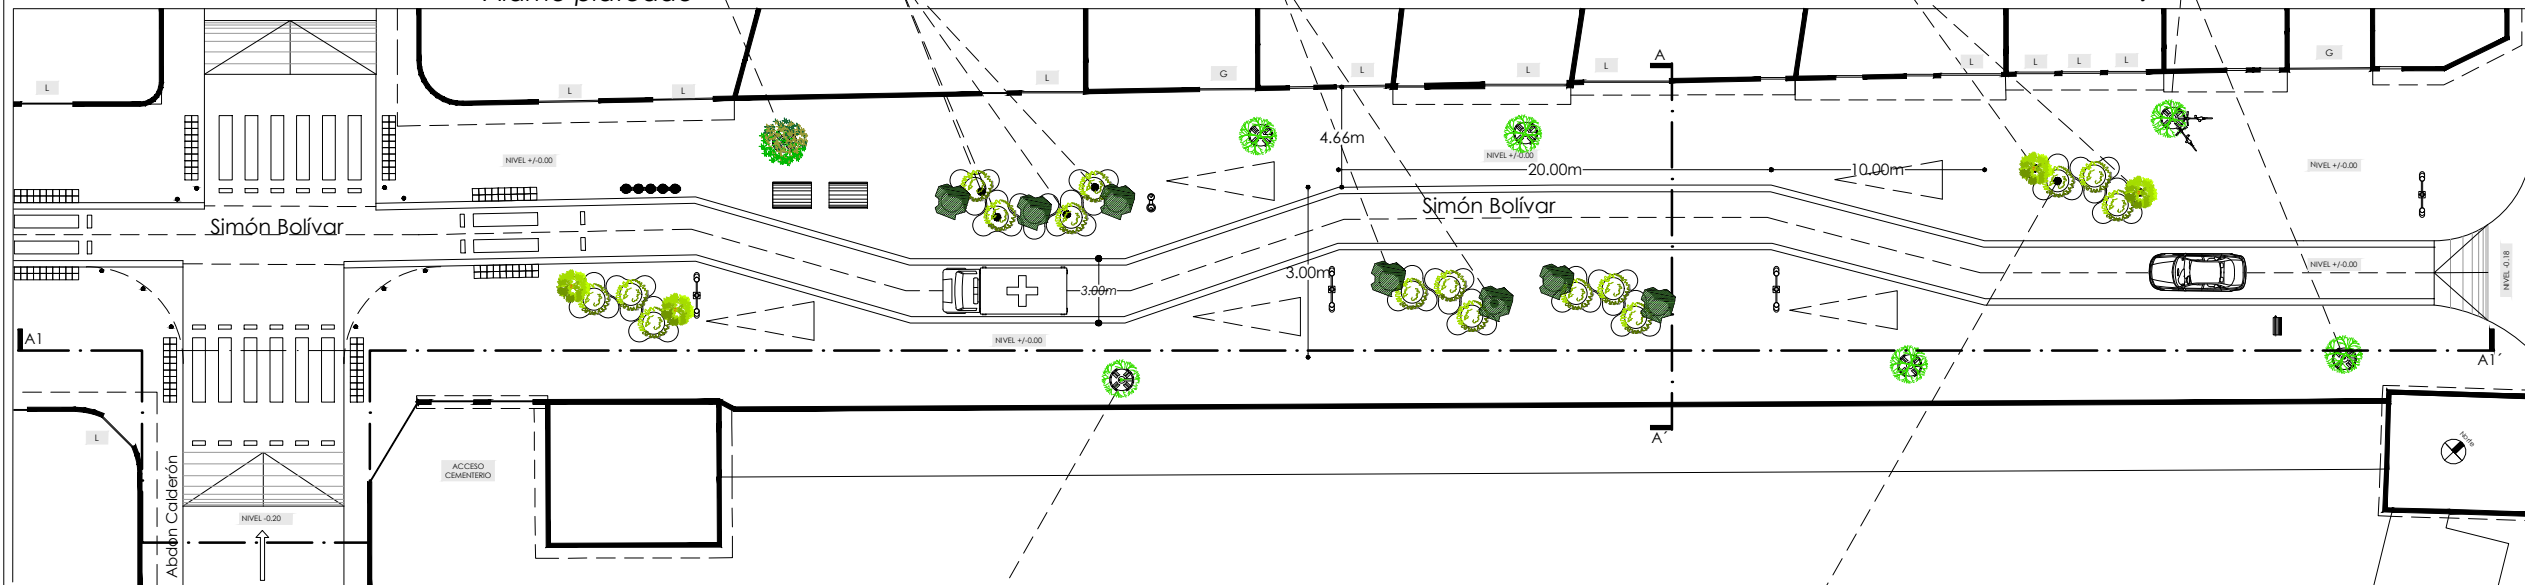 L
L
L
L
G
L
L
L
A
L
L
L
L
G
4.66m
NIVEL +/-0.00
NIVEL +/-0.00
20.00m
10.00m
NIVEL +/-0.00
Simón Bolívar
Simón Bolívar
3.00m
3.00m
NIVEL +/-0.00
NIVEL -0.18
A1
NIVEL +/-0.00
A1´
A´
L
ACCESO
CEMENTERIO
Norte
Abdón Calderón
NIVEL -0.20